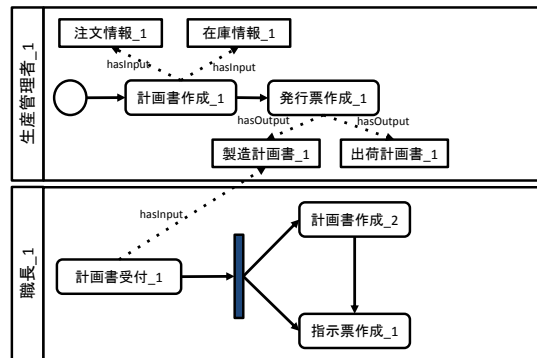 生産管理者_1
注文情報_1
在庫情報_1
hasInput
hasInput
計画書作成_1
発行票作成_1
hasOutput
hasOutput
製造計画書_1
出荷計画書_1
職長_1
hasInput
計画書作成_2
計画書受付_1
指示票作成_1